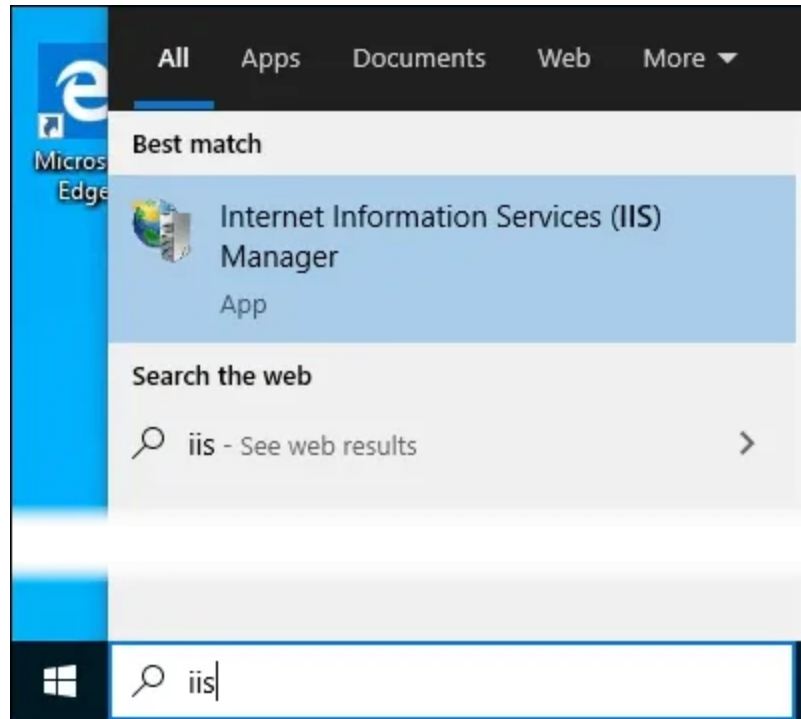 All Apps Documents Web More
Best match
Micros
Edge
Internet Information Services (IIS)
Manager
App
Search the web
iis - See web results
iis